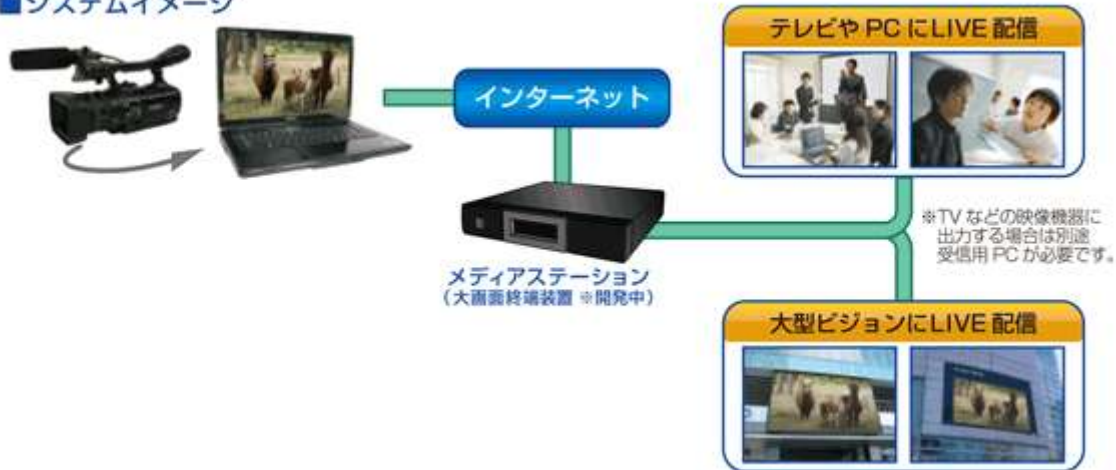 ■システムイメージ
テレビや PC にLIVE 配信
インターネット
※TV などの映像機器に
出力する場合は別途
受信用 PC が必要です。
メディアステーション
（大画面終端装置 ※開発中）
大型ビジョンにLIVE 配信